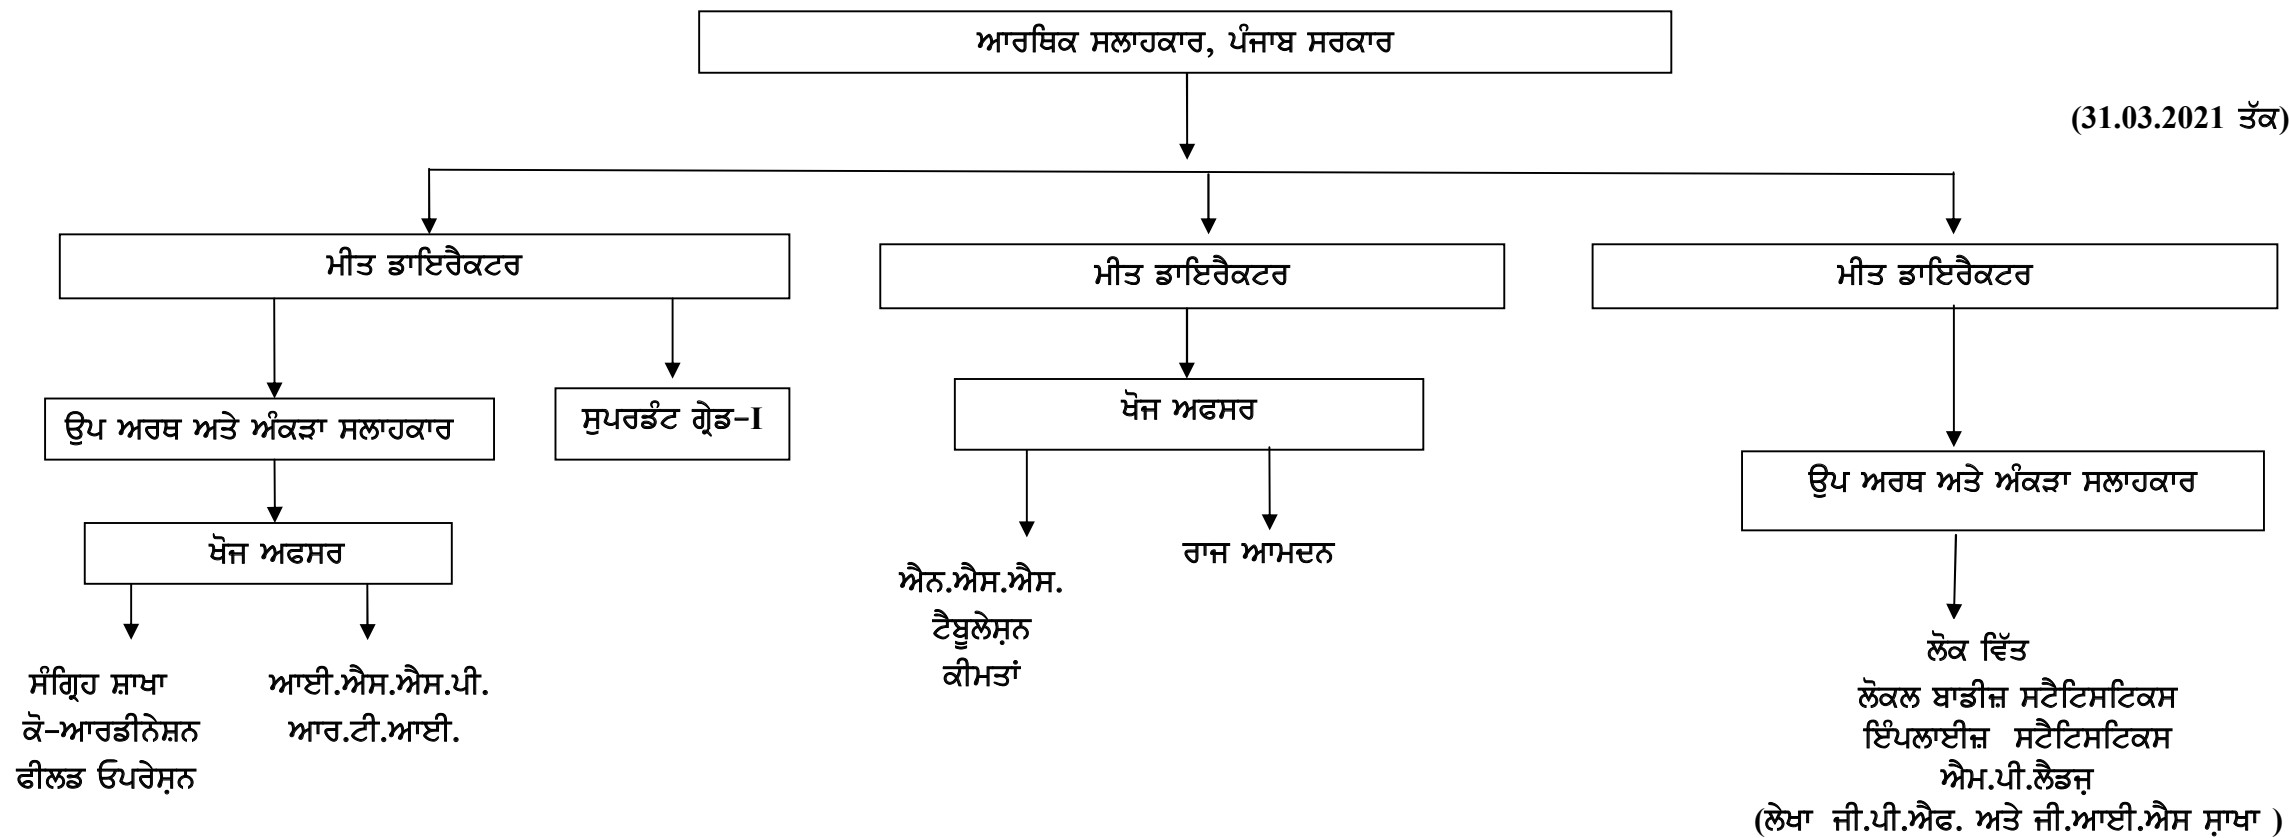 ਆਰਥਿਕ ਸਲਾਹਕਾਰ, ਪੰਜਾਬ ਸਰਕਾਰ
(31.03.2021 ਤੱਕ)
ਮੀਤ ਡਾਇਰੈਕਟਰ
ਮੀਤ ਡਾਇਰੈਕਟਰ
ਮੀਤ ਡਾਇਰੈਕਟਰ
ਉਪ ਅਰਥ ਅਤੇ ਅੰਕੜਾ ਸਲਾਹਕਾਰ
ਸੁਪਰਡੰਟ ਗ੍ਰੇਡ-I
ਖੋਜ ਅਫਸਰ
ਸੰਗ੍ਰਿਹ ਸ਼ਾਖਾ
ਕੋ-ਆਰਡੀਨੇਸ਼ਨ
ਫੀਲਡ ਓਪਰੇਸ਼ਨ
ਆਈ.ਐਸ.ਐਸ.ਪੀ.
ਆਰ.ਟੀ.ਆਈ.
ਖੋਜ ਅਫਸਰ
ਐਨ.ਐਸ.ਐਸ.
ਟੈਬੂਲੇਸ਼ਨ
ਕੀਮਤਾਂ
ਰਾਜ ਆਮਦਨ
ਉਪ ਅਰਥ ਅਤੇ ਅੰਕੜਾ ਸਲਾਹਕਾਰ
ਲੋਕ ਵਿੱਤ
ਲੋਕਲ ਬਾਡੀਜ਼ ਸਟੈਟਿਸਟਿਕਸ
ਇੰਪਲਾਈਜ਼ ਸਟੈਟਿਸਟਿਕਸ
ਐਮ.ਪੀ.ਲੈਡਜ਼
(ਲੇਖਾ ਜੀ.ਪੀ.ਐਫ. ਅਤੇ ਜੀ.ਆਈ.ਐਸ ਸ਼ਾਖਾ )